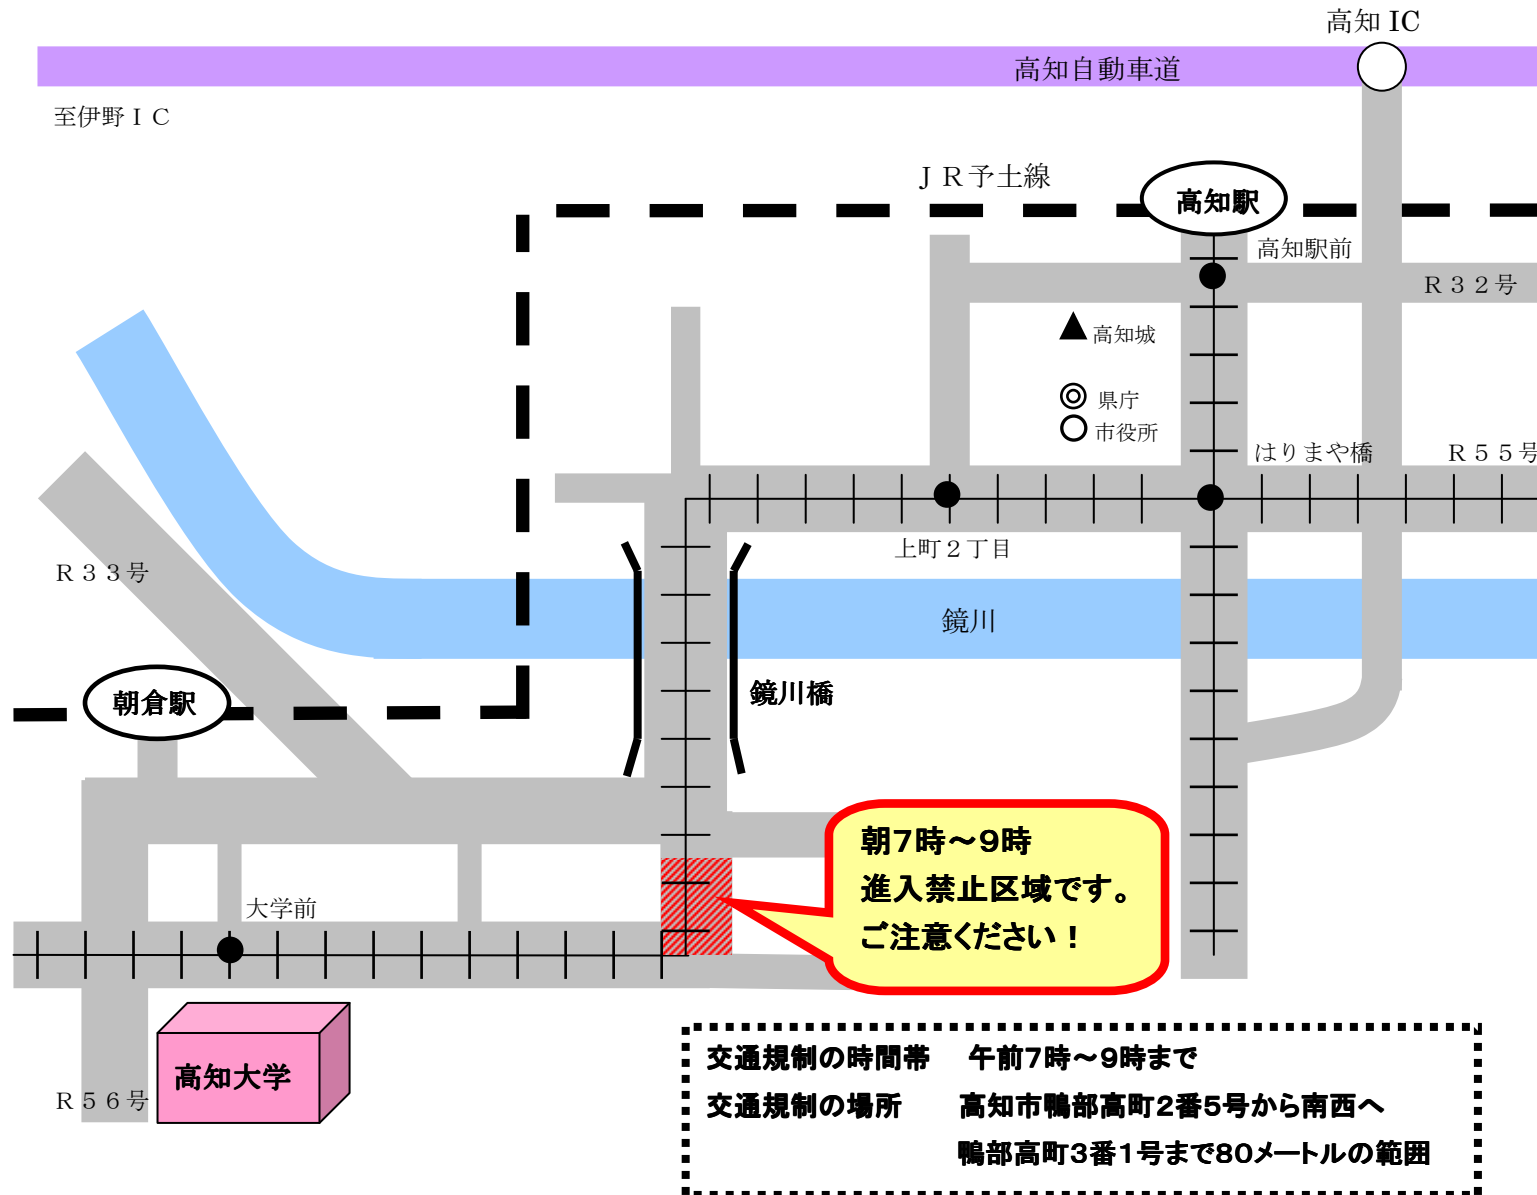 高知 IC
高知自動車道
至伊野ＩＣ
ＪＲ予土線
高知駅
高知駅前
Ｒ３２号
高知城
県庁
市役所
はりまや橋
Ｒ５５号
上町２丁目
Ｒ３３号
鏡川
朝倉駅
鏡川橋
朝7時～9時
進入禁止区域です。
ご注意ください！
大学前
高知大学
Ｒ５６号
交通規制の時間帯　午前7時～9時まで
交通規制の場所　高知市鴨部高町2番5号から南西へ
鴨部高町3番1号まで80メートルの範囲